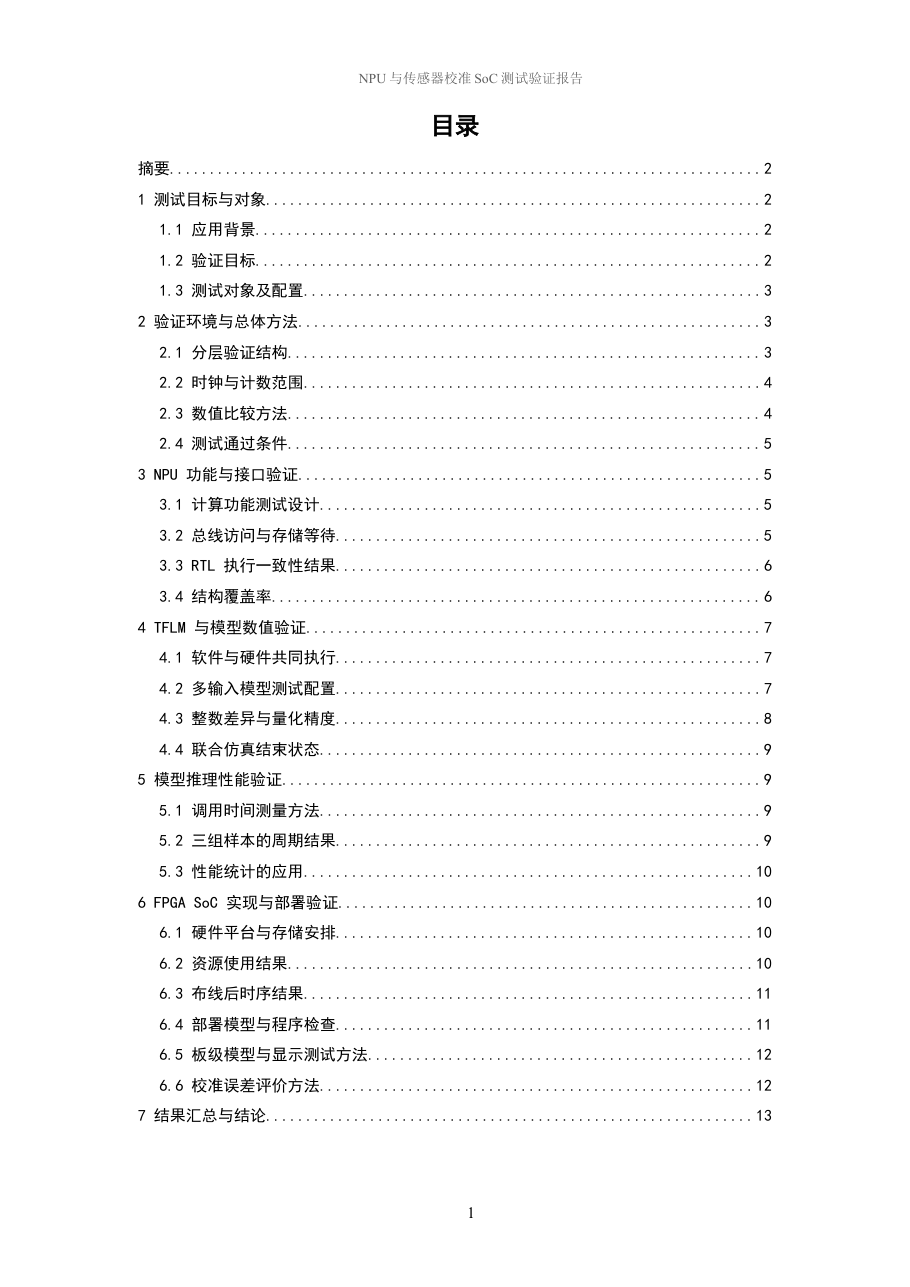 NPU 与传感器校准 SoC 测试验证报告
目录
摘要........................................................................2
1 测试目标与对象........................................................................2
1.1 应用背景........................................................................2
1.2 验证目标........................................................................2
1.3 测试对象及配置........................................................................3
2 验证环境与总体方法........................................................................3
2.1 分层验证结构........................................................................3
2.2 时钟与计数范围........................................................................4
2.3 数值比较方法........................................................................4
2.4 测试通过条件........................................................................5
3 NPU 功能与接口验证........................................................................5
3.1 计算功能测试设计........................................................................5
3.2 总线访问与存储等待........................................................................5
3.3 RTL 执行一致性结果........................................................................6
3.4 结构覆盖率........................................................................6
4 TFLM 与模型数值验证........................................................................7
4.1 软件与硬件共同执行........................................................................7
4.2 多输入模型测试配置........................................................................7
4.3 整数差异与量化精度........................................................................8
4.4 联合仿真结束状态........................................................................9
5 模型推理性能验证........................................................................9
5.1 调用时间测量方法........................................................................9
5.2 三组样本的周期结果........................................................................9
5.3 性能统计的应用........................................................................10
6 FPGA SoC 实现与部署验证........................................................................10
6.1 硬件平台与存储安排........................................................................10
6.2 资源使用结果........................................................................10
6.3 布线后时序结果........................................................................11
6.4 部署模型与程序检查........................................................................11
6.5 板级模型与显示测试方法........................................................................12
6.6 校准误差评价方法........................................................................12
7 结果汇总与结论........................................................................13
1